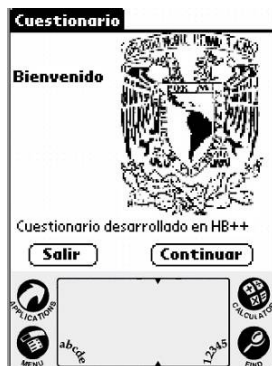 Cuestionario
Bienvenido
Cuestionario desarrollado en HB++
Salir
Continuar
APPLICATIONS
CALCULATOR
MENU
abcde
12345
FIND